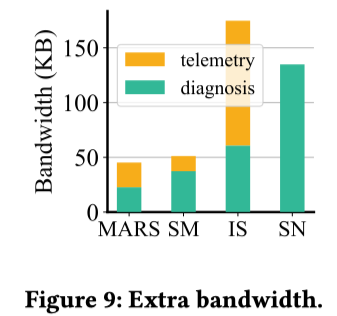 Bandwidth (KB)
150
100
50
0
telemetry
diagnosis
MARS SM IS SN
Figure 9: Extra bandwidth.